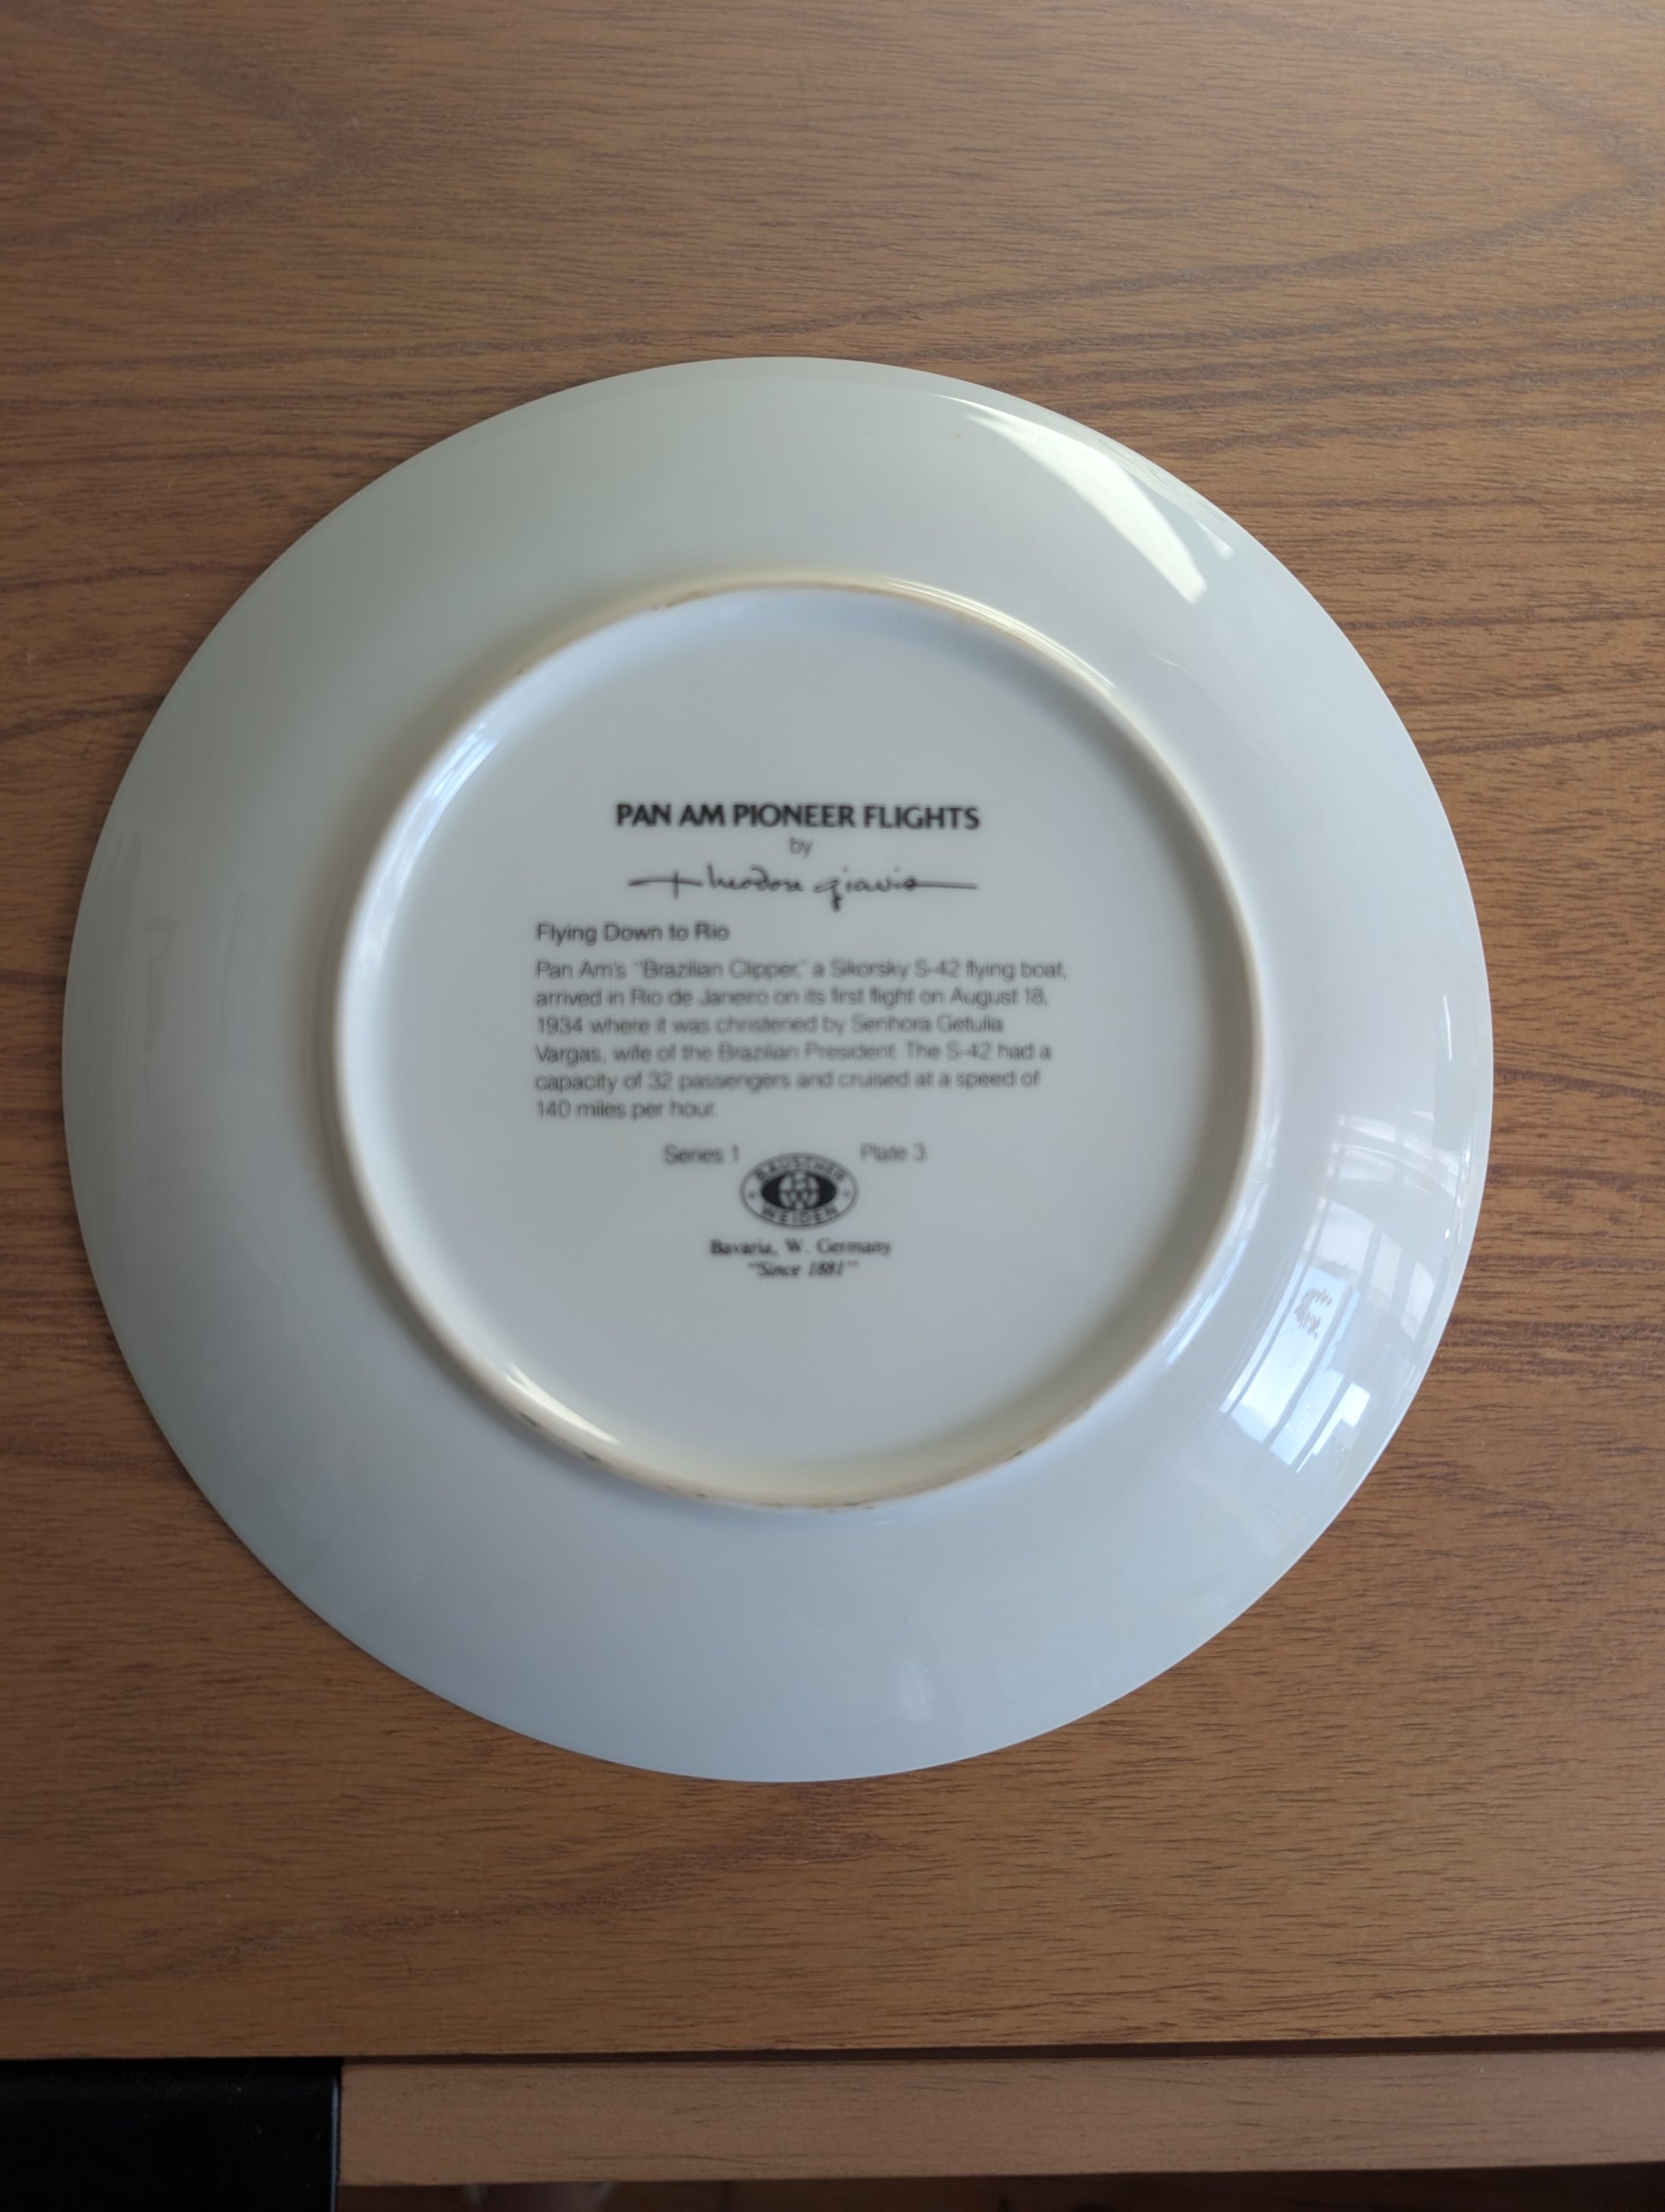 PAN AM PIONEER FLIGHTS
by
theodore giavis
Flying Down to Rio
Pan Am's "Brazilian Clipper," a Sikorsky S-42 flying boat,
arrived in Rio de Janeiro on its first flight on August 18,
1934 where it was christened by Senhora Getulia
Vargas, wife of the Brazilian President. The S-42 had a
capacity of 32 passengers and cruised at a speed of
140 miles per hour.
Series 1 Plate 3
BAUSCHER
WEIDEN
Bavaria, W. Germany
"Since 1881"